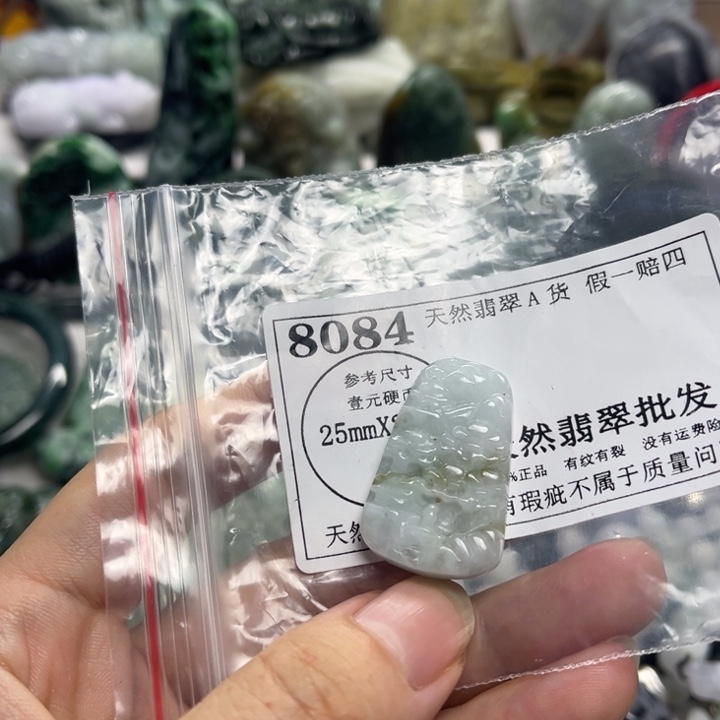 8084 天然翡翠A货 假一赔四
参考尺寸
壹元硬币
25mmX
然翡翠批发
%正品 有纹有裂 没有运费险
有瑕疵不属于质量问
天然